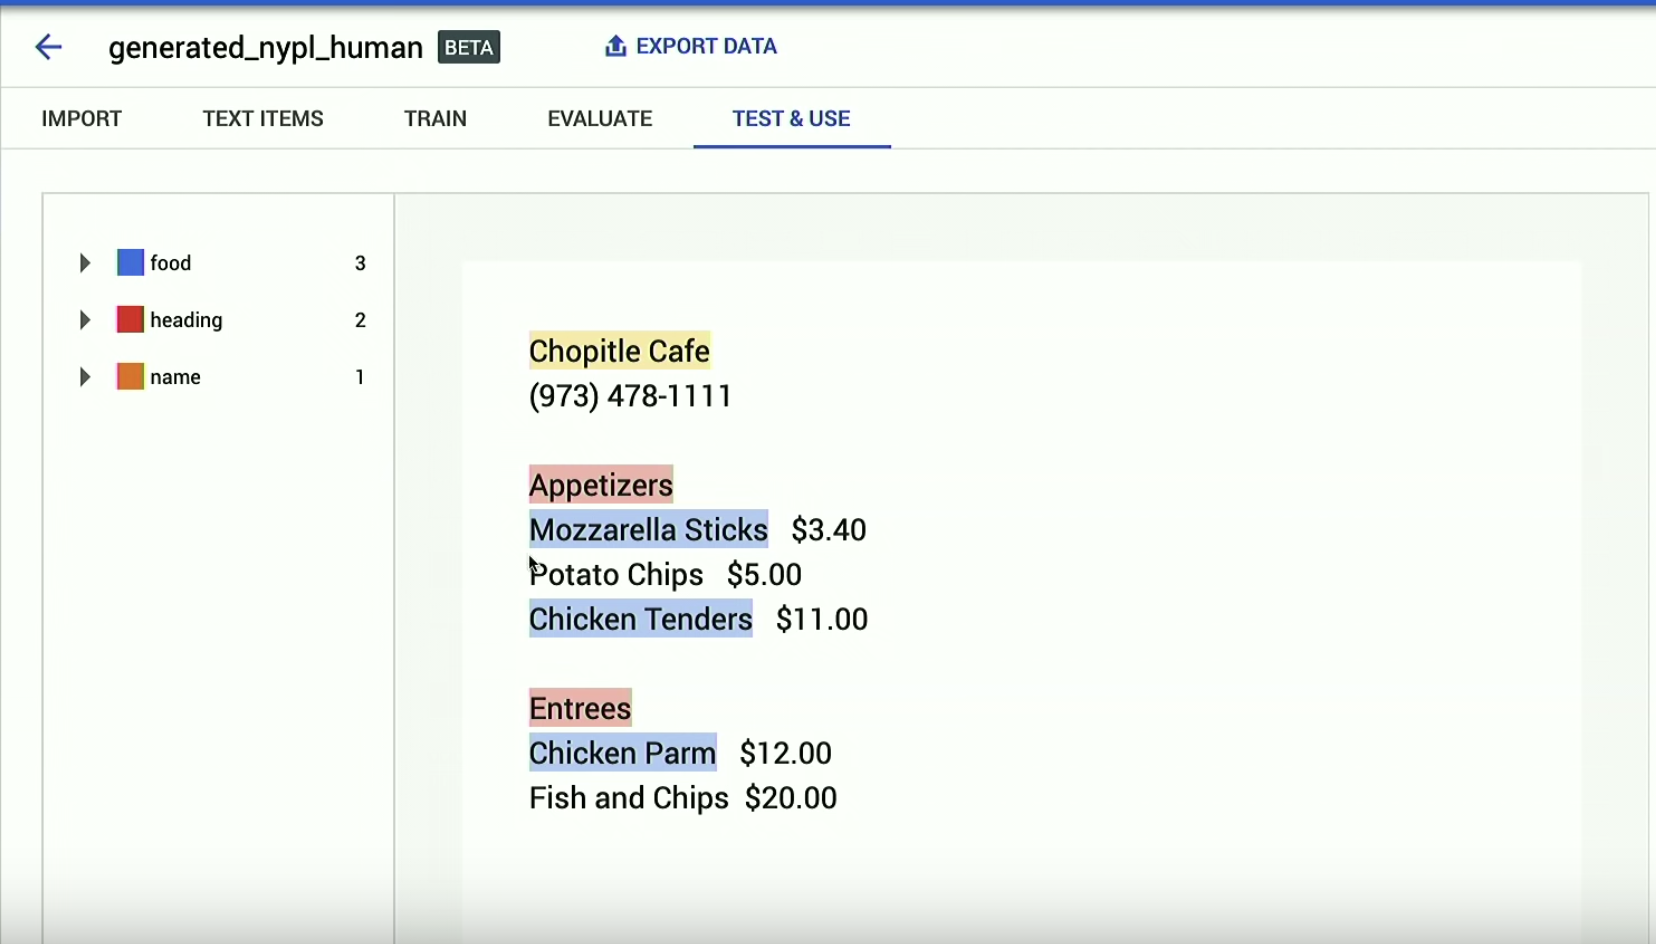 generated_nypl_human BETA EXPORT DATA
IMPORT TEXT ITEMS TRAIN EVALUATE TEST & USE
food 3
heading 2
name 1
Chopitle Cafe
(973) 478-1111
Appetizers
Mozzarella Sticks $3.40
Potato Chips $5.00
Chicken Tenders $11.00
Entrees
Chicken Parm $12.00
Fish and Chips $20.00